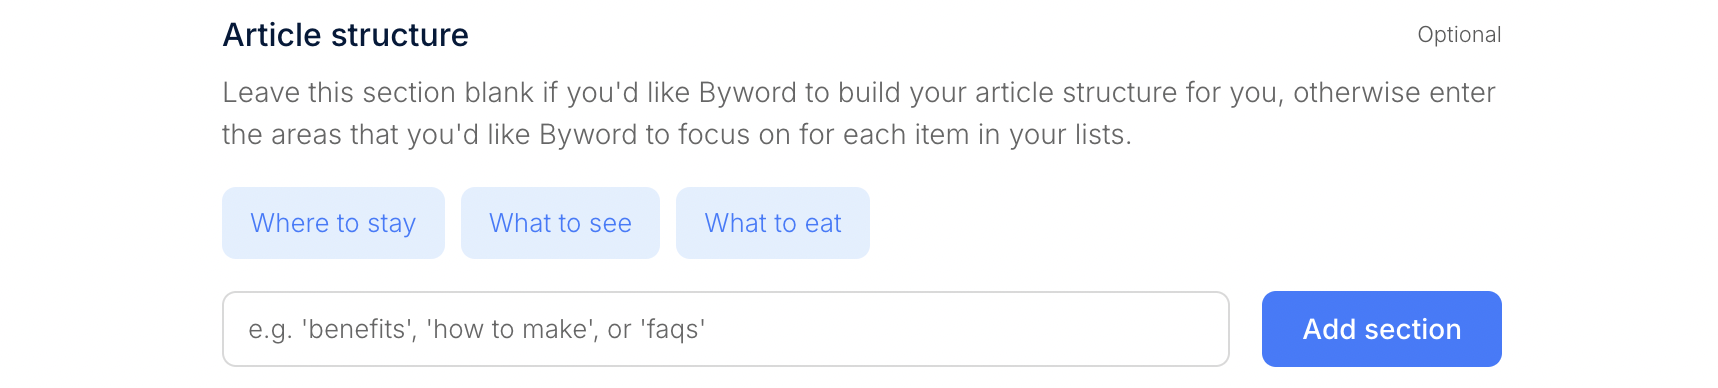 Article structure
Optional
Leave this section blank if you'd like Byword to build your article structure for you, otherwise enter
the areas that you'd like Byword to focus on for each item in your lists.
Where to stay
What to see
What to eat
e.g. 'benefits', 'how to make', or 'faqs'
Add section